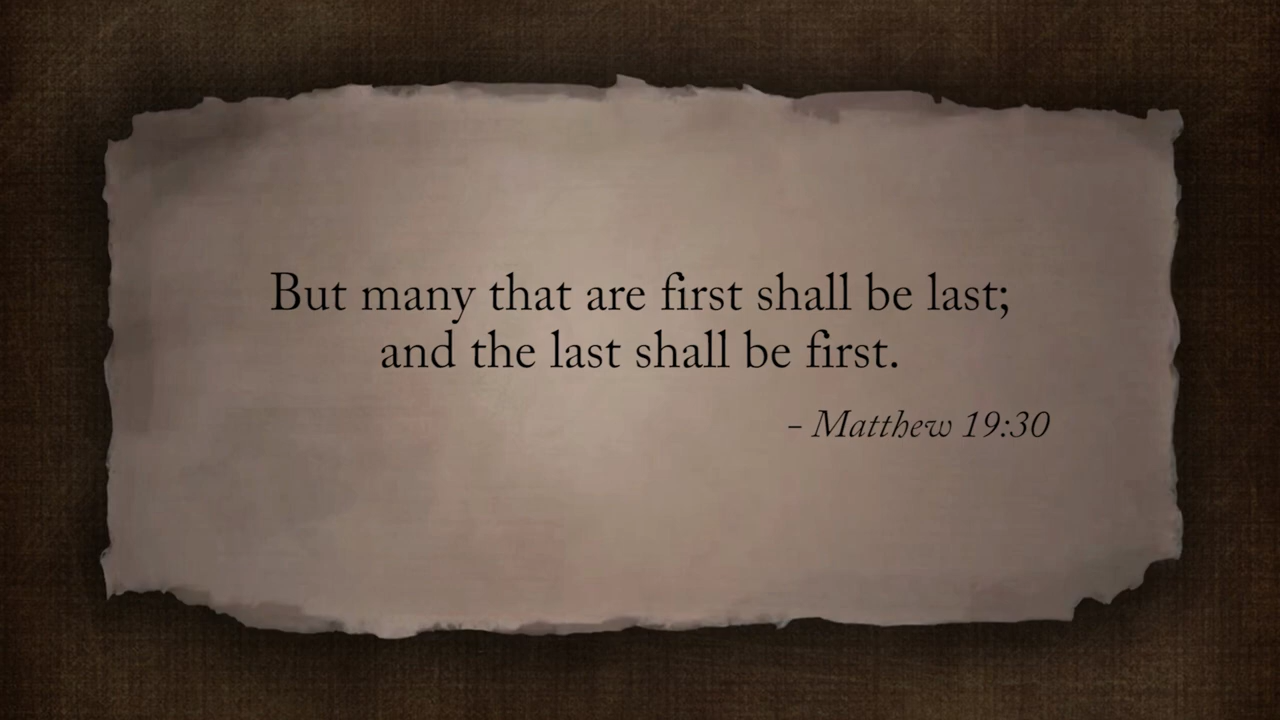 But many that are first shall be last;
and the last shall be first.
– Matthew 19:30